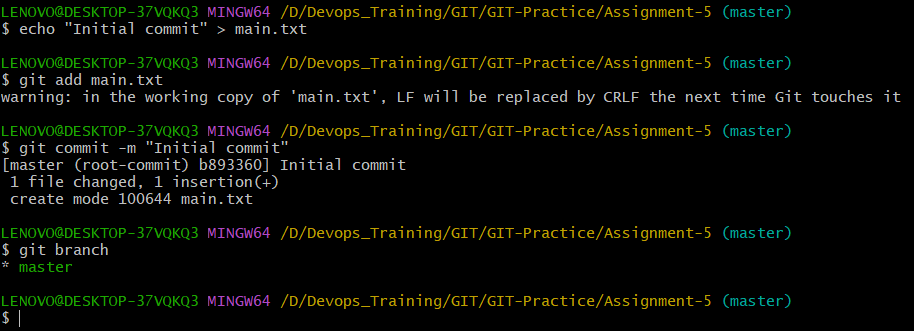 LENOVO@DESKTOP-37VQKQ3 MINGW64 /D/Devops_Training/GIT/GIT-Practice/Assignment-5 (master)
$ echo "Initial commit" > main.txt
LENOVO@DESKTOP-37VQKQ3 MINGW64 /D/Devops_Training/GIT/GIT-Practice/Assignment-5 (master)
$ git add main.txt
warning: in the working copy of 'main.txt', LF will be replaced by CRLF the next time Git touches it
LENOVO@DESKTOP-37VQKQ3 MINGW64 /D/Devops_Training/GIT/GIT-Practice/Assignment-5 (master)
$ git commit -m "Initial commit"
[master (root-commit) b893360] Initial commit
 1 file changed, 1 insertion(+)
 create mode 100644 main.txt
LENOVO@DESKTOP-37VQKQ3 MINGW64 /D/Devops_Training/GIT/GIT-Practice/Assignment-5 (master)
$ git branch
* master
LENOVO@DESKTOP-37VQKQ3 MINGW64 /D/Devops_Training/GIT/GIT-Practice/Assignment-5 (master)
$